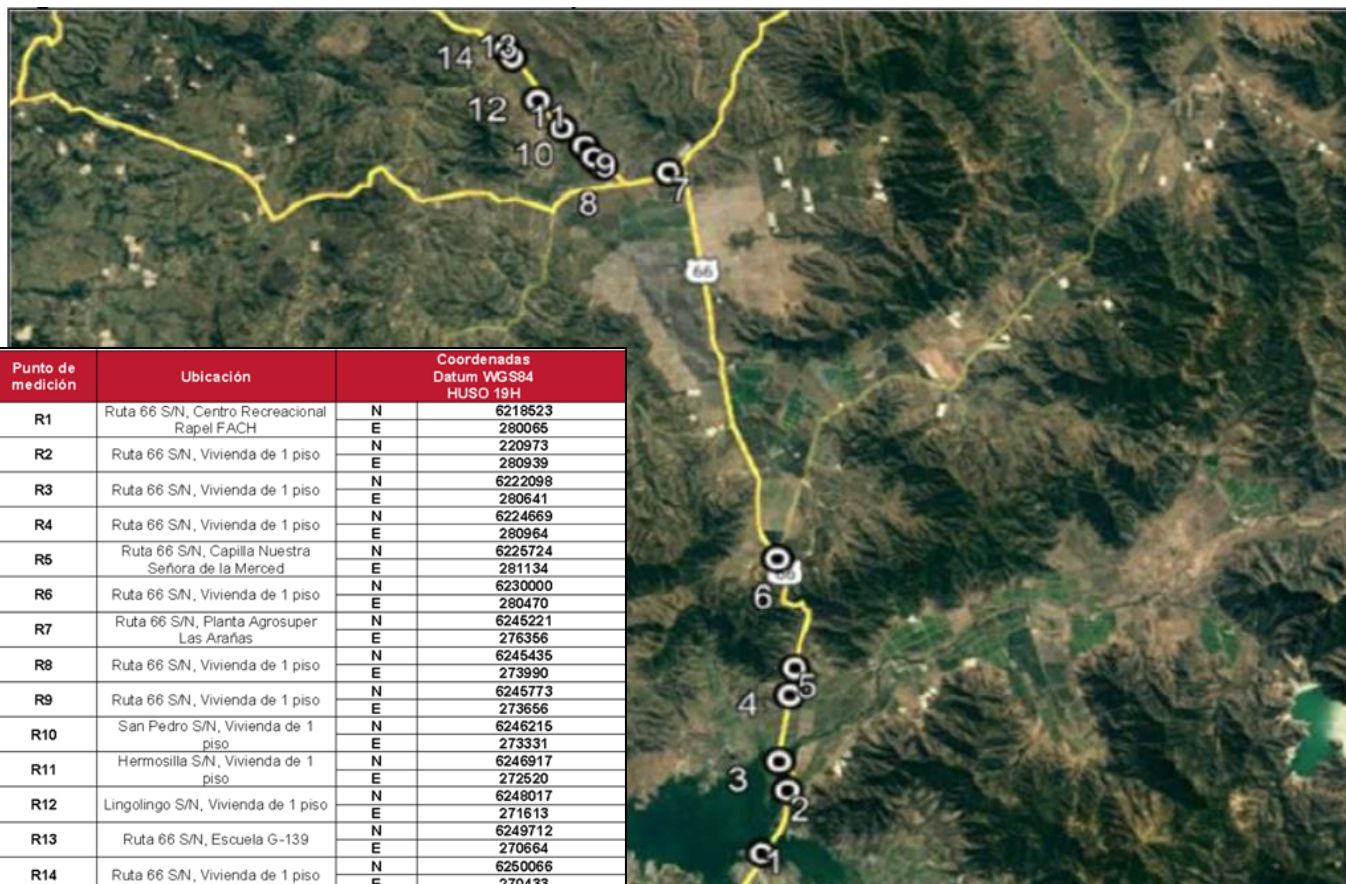 13
14
12
11
10
9
7
8
66
Punto de medición
Ubicación
Coordenadas
Datum WGS84
HUSO 19H
R1
Ruta 66 S/N, Centro Recreacional
Rapel FACH
N 6218523
E 280065
R2
Ruta 66 S/N, Vivienda de 1 piso
N 220973
E 280939
R3
Ruta 66 S/N, Vivienda de 1 piso
N 6222098
E 280641
R4
Ruta 66 S/N, Vivienda de 1 piso
N 6224669
E 280964
R5
Ruta 66 S/N, Capilla Nuestra
Señora de la Merced
N 6225724
E 281134
R6
Ruta 66 S/N, Vivienda de 1 piso
N 6230000
E 280470
R7
Ruta 66 S/N, Planta Agrosuper
Las Arañas
N 6245221
E 276356
R8
Ruta 66 S/N, Vivienda de 1 piso
N 6245435
E 273990
R9
Ruta 66 S/N, Vivienda de 1 piso
N 6245773
E 273656
R10
San Pedro S/N, Vivienda de 1
piso
N 6246215
E 273331
R11
Hermosilla S/N, Vivienda de 1
piso
N 6246917
E 272520
R12
Lingolingo S/N, Vivienda de 1 piso
N 6248017
E 271613
R13
Ruta 66 S/N, Escuela G-139
N 6249712
E 270664
R14
Ruta 66 S/N, Vivienda de 1 piso
N 6250066
E 270433
66
6
5
4
3
2
1